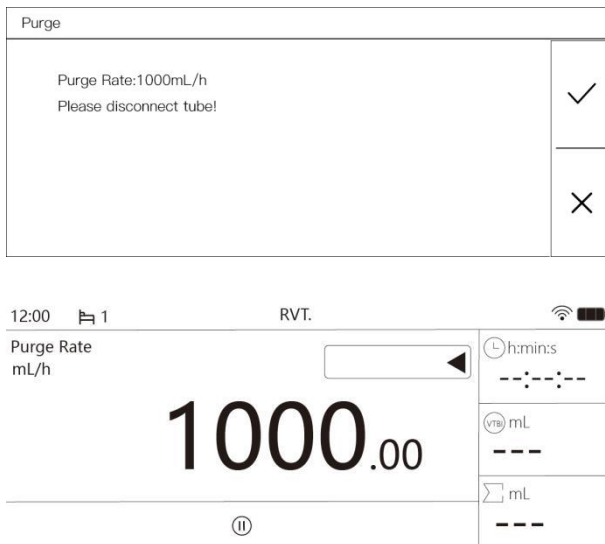 Purge
Purge Rate:1000mL/h
Please disconnect tube!
12:00 1 RVT.
Purge Rate
mL/h
1000.00
h:min:s
--:--:--
VTBI mL
---
mL
---